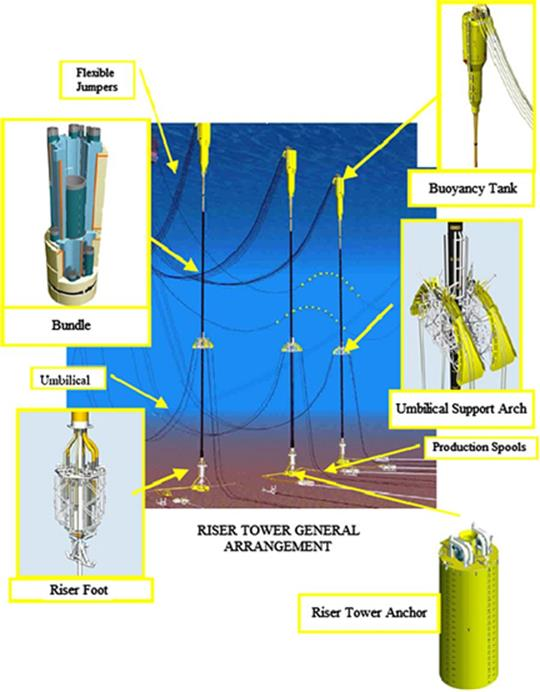 Flexible
Jumpers
Buoyancy Tank
Bundle
Umbilical
Umbilical Support Arch
Production Spools
RISER TOWER GENERAL
ARRANGEMENT
Riser Foot
Riser Tower Anchor